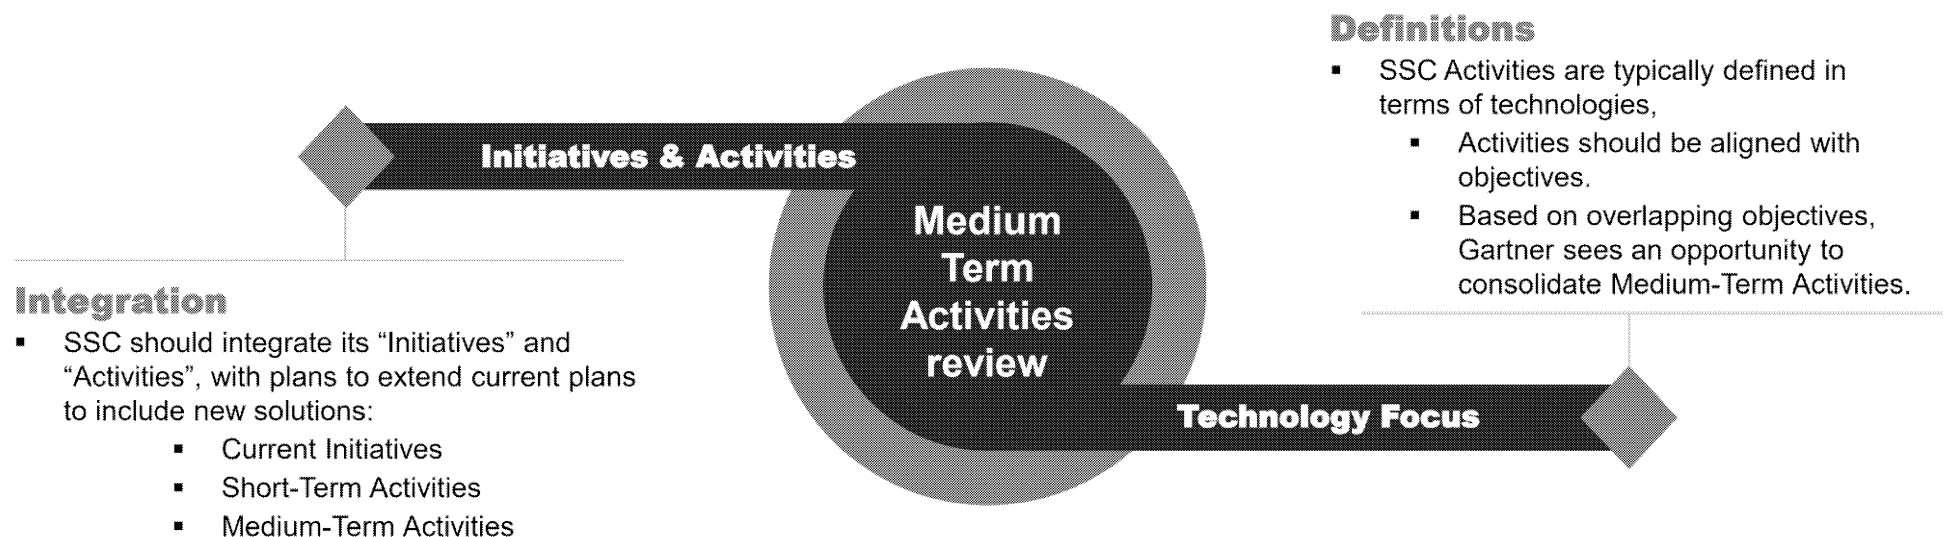 Definitions
▪ SSC Activities are typically defined in
terms of technologies,
▪ Activities should be aligned with
objectives.
▪ Based on overlapping objectives,
Gartner sees an opportunity to
consolidate Medium-Term Activities.
Initiatives & Activities
Medium
Term
Activities
review
Technology Focus
Integration
▪ SSC should integrate its “Initiatives” and
“Activities”, with plans to extend current plans
to include new solutions:
▪ Current Initiatives
▪ Short-Term Activities
▪ Medium-Term Activities